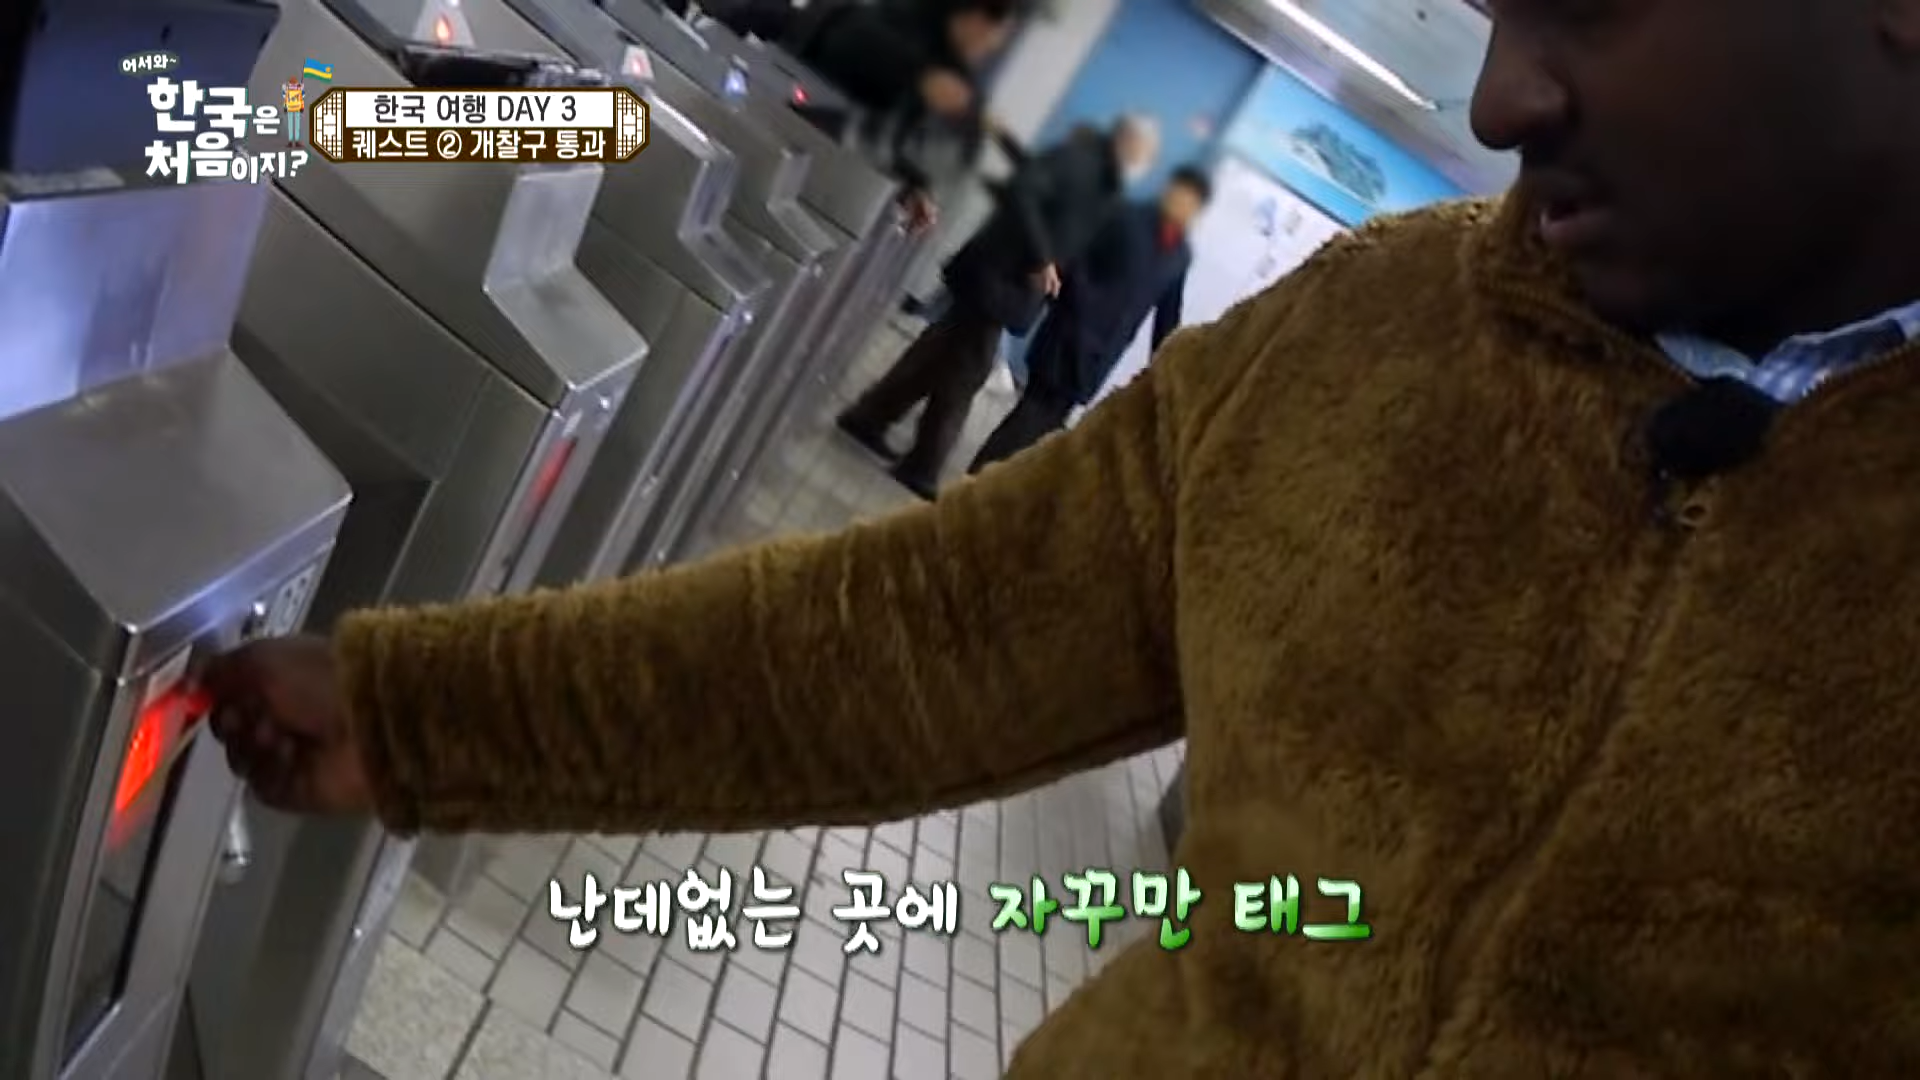 어서와~
한국은
처음이지?
한국 여행 DAY 3
퀘스트 ② 개찰구 통과
난데없는 곳에 자꾸만 태그